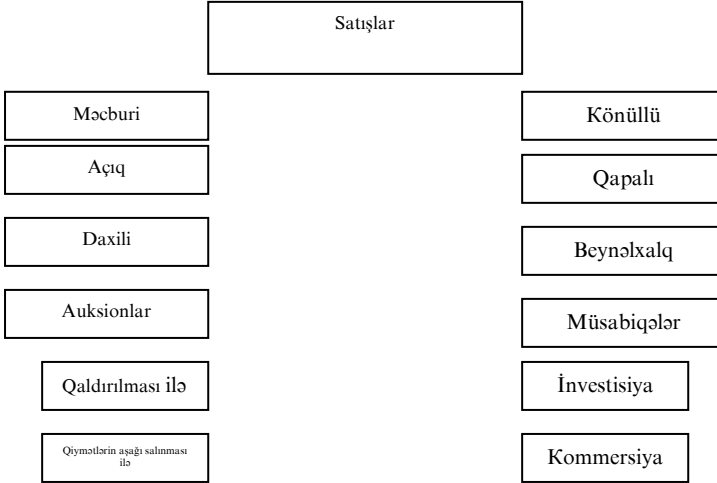 Satışlar
Məcburi
Könüllü
Açıq
Qapalı
Daxili
Beynəlxalq
Auksionlar
Müsabiqələr
Qaldırılması ilə
İnvestisiya
Qiymətlərin aşağı salınması
ilə
Kommersiya